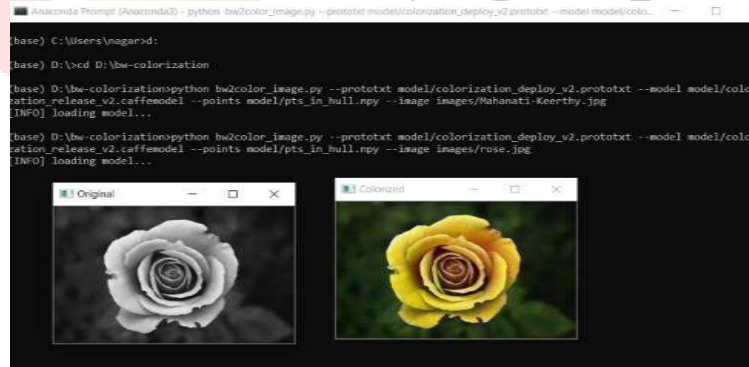 Anaconda Prompt (Anaconda3) - python bw2color_image.py --prototxt model/colorization_deploy_v2.prototxt --model model/colo...
(base) C:\Users\nagar>d:
(base) D:\>cd D:\bw-colorization
(base) D:\bw-colorization>python bw2color_image.py --prototxt model/colorization_deploy_v2.prototxt --model model/colo
zation_release_v2.caffemodel --points model/pts_in_hull.npy --image images/Mahanati-Keerthy.jpg
[INFO] loading model...
(base) D:\bw-colorization>python bw2color_image.py --prototxt model/colorization_deploy_v2.prototxt --model model/colo
zation_release_v2.caffemodel --points model/pts_in_hull.npy --image images/rose.jpg
[INFO] loading model...
Original
Colorized